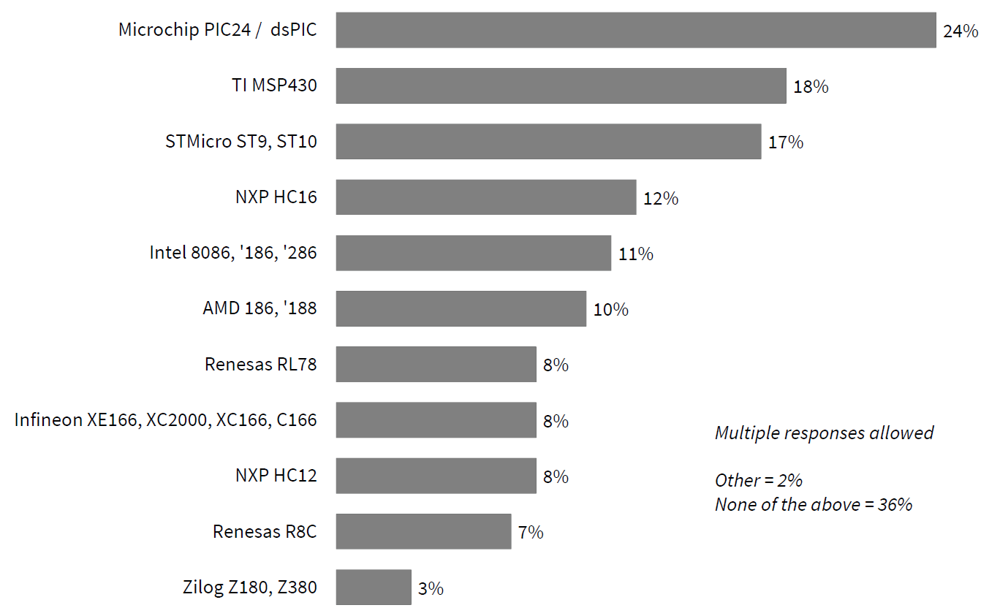 Microchip PIC24 / dsPIC 24%
TI MSP430 18%
STMicro ST9, ST10 17%
NXP HC16 12%
Intel 8086, '186, '286 11%
AMD 186, '188 10%
Renesas RL78 8%
Infineon XE166, XC2000, XC166, C166 8%
Multiple responses allowed
NXP HC12 8%
Other = 2%
None of the above = 36%
Renesas R8C 7%
Zilog Z180, Z380 3%